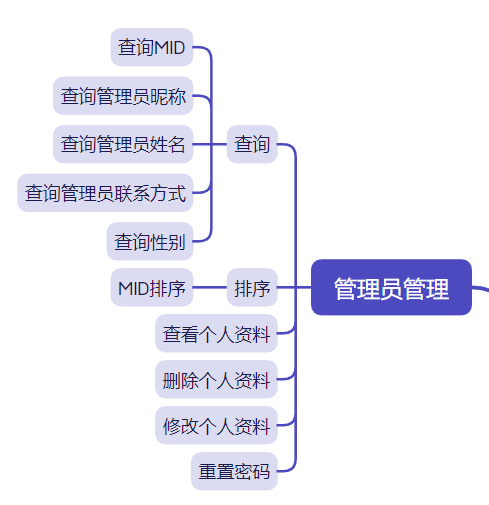 查询MID
查询管理员昵称
查询管理员姓名
查询管理员联系方式
查询性别
查询
MID排序
排序
查看个人资料
删除个人资料
修改个人资料
重置密码
管理员管理